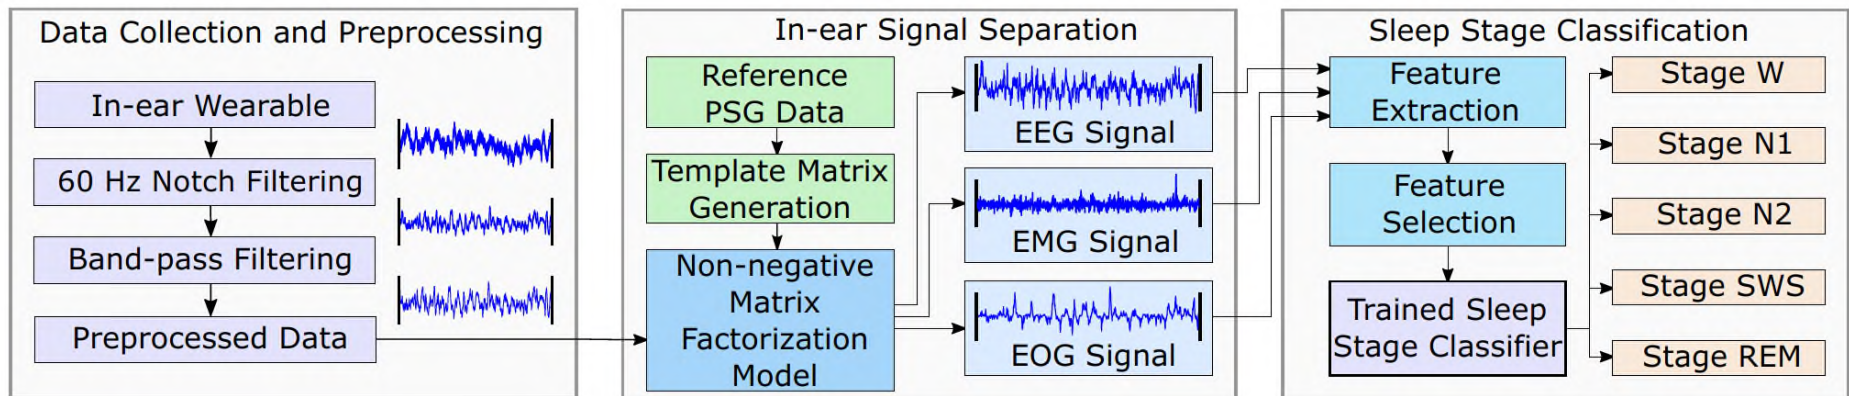 Data Collection and Preprocessing
In-ear Wearable
60 Hz Notch Filtering
Band-pass Filtering
Preprocessed Data
In-ear Signal Separation
Reference
PSG Data
Template Matrix
Generation
Non-negative
Matrix
Factorization
Model
EEG Signal
EMG Signal
EOG Signal
Sleep Stage Classification
Feature
Extraction
Feature
Selection
Trained Sleep
Stage Classifier
Stage W
Stage N1
Stage N2
Stage SWS
Stage REM